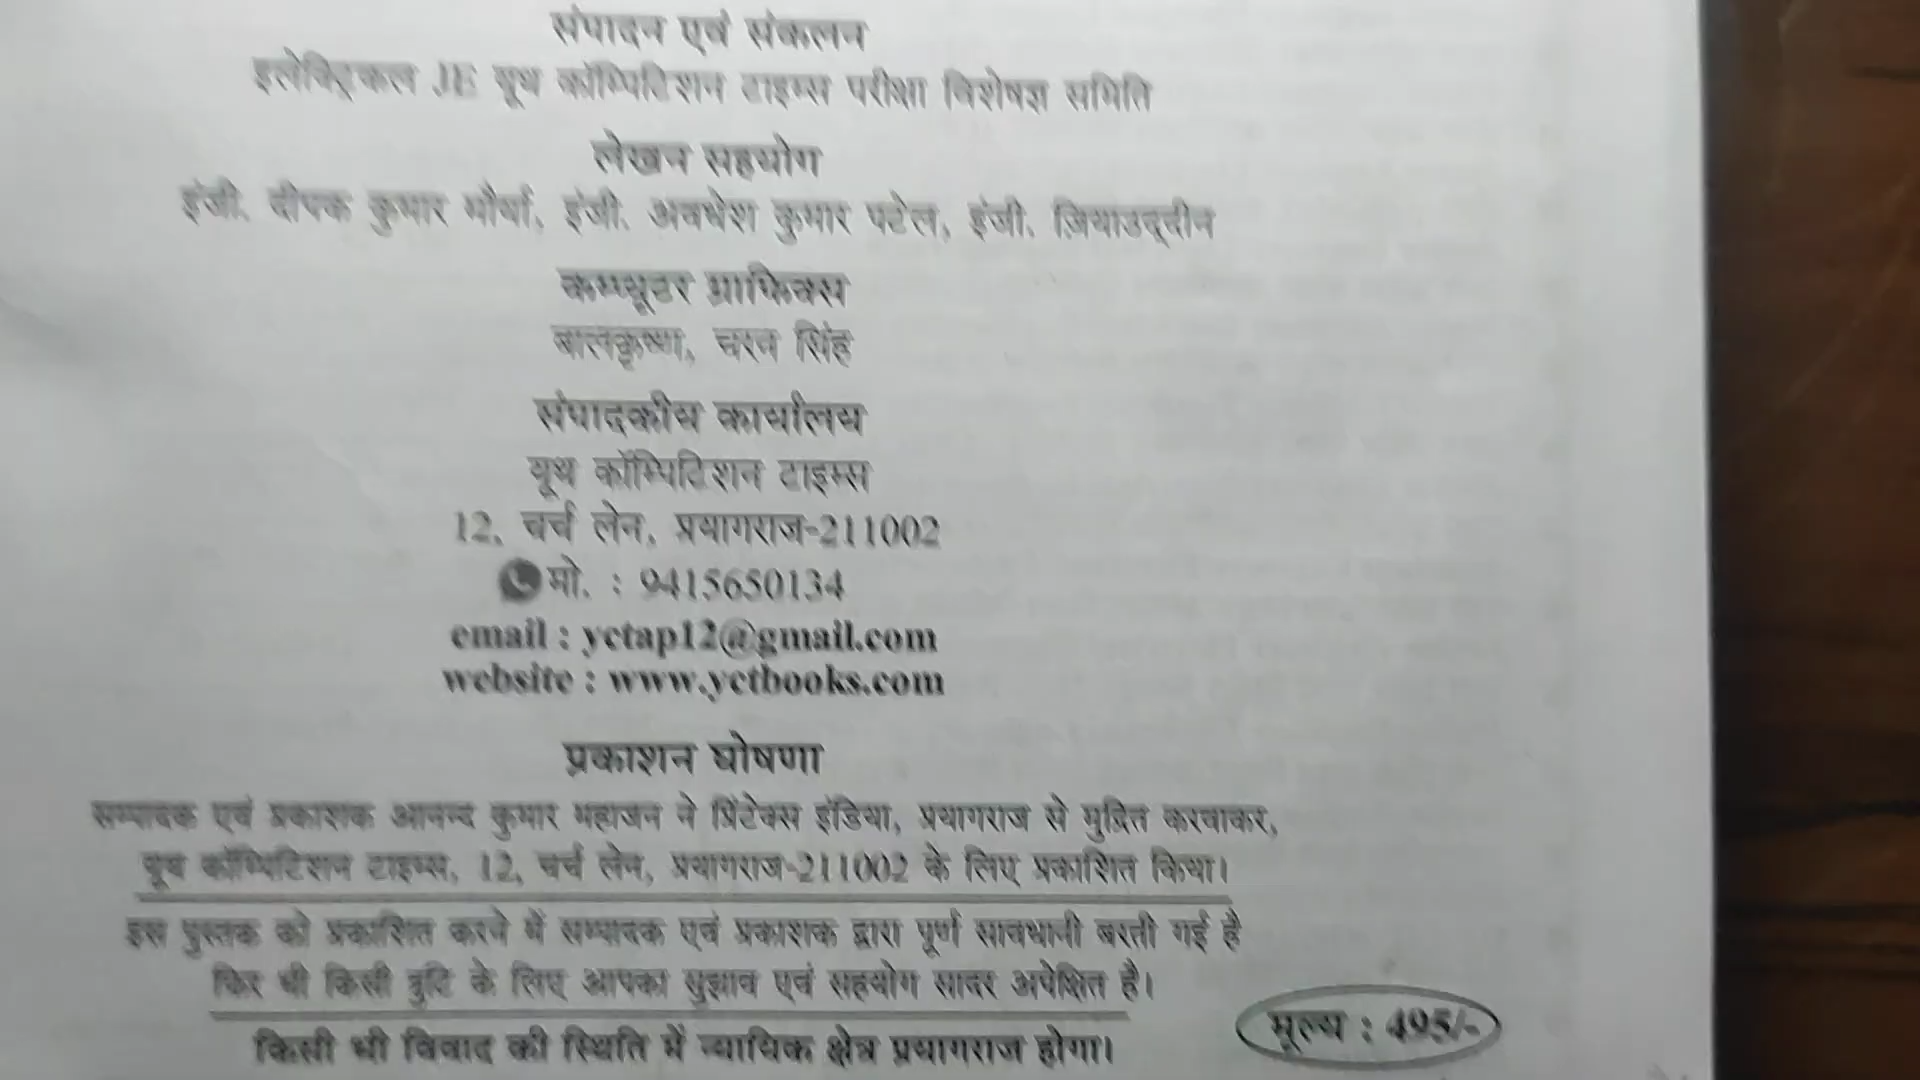 संपादन एवं संकलन
इलेक्ट्रिकल JE यूथ कॉम्पिटिशन टाइम्स परीक्षा विशेषज्ञ समिति
लेखन सहयोग
इंजी. दीपक कुमार मौर्या, इंजी. अवधेश कुमार पटेल, इंजी. ज़ियाउद्दीन
कम्प्यूटर ग्राफिक्स
बालकृष्ण, चरन सिंह
संपादकीय कार्यालय
यूथ कॉम्पिटिशन टाइम्स
12, चर्च लेन, प्रयागराज-211002
मो. : 9415650134
email : yctap12@gmail.com
website : www.yctbooks.com
प्रकाशन घोषणा
सम्पादक एवं प्रकाशक आनन्द कुमार महाजन ने प्रिंटेक्स इंडिया, प्रयागराज से मुद्रित करवाकर,
यूथ कॉम्पिटिशन टाइम्स, 12, चर्च लेन, प्रयागराज-211002 के लिए प्रकाशित किया।
इस पुस्तक को प्रकाशित करने में सम्पादक एवं प्रकाशक द्वारा पूर्ण सावधानी बरती गई है
फिर भी किसी त्रुटि के लिए आपका सुझाव एवं सहयोग सादर अपेक्षित है।
किसी भी विवाद की स्थिति में न्यायिक क्षेत्र प्रयागराज होगा।
मूल्य : 495/-